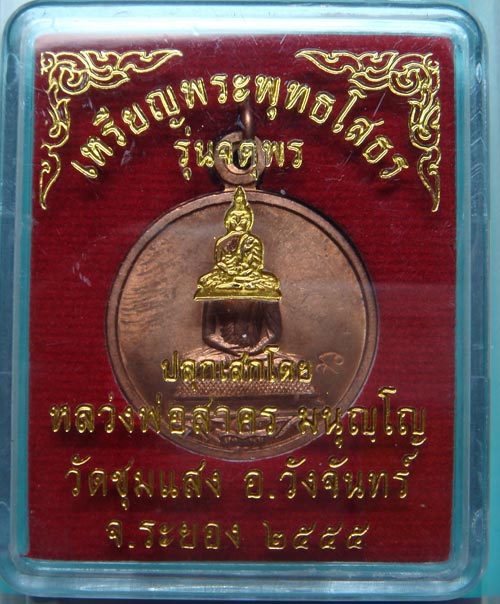 เหรียญพระพุทธโสธร
รุ่นจตุพร
ปลุกเสกโดย
หลวงพ่อสาคร มนุญฺโญ
วัดชุมแสง อ.วังจันทร์
จ.ระยอง ๒๕๕๕